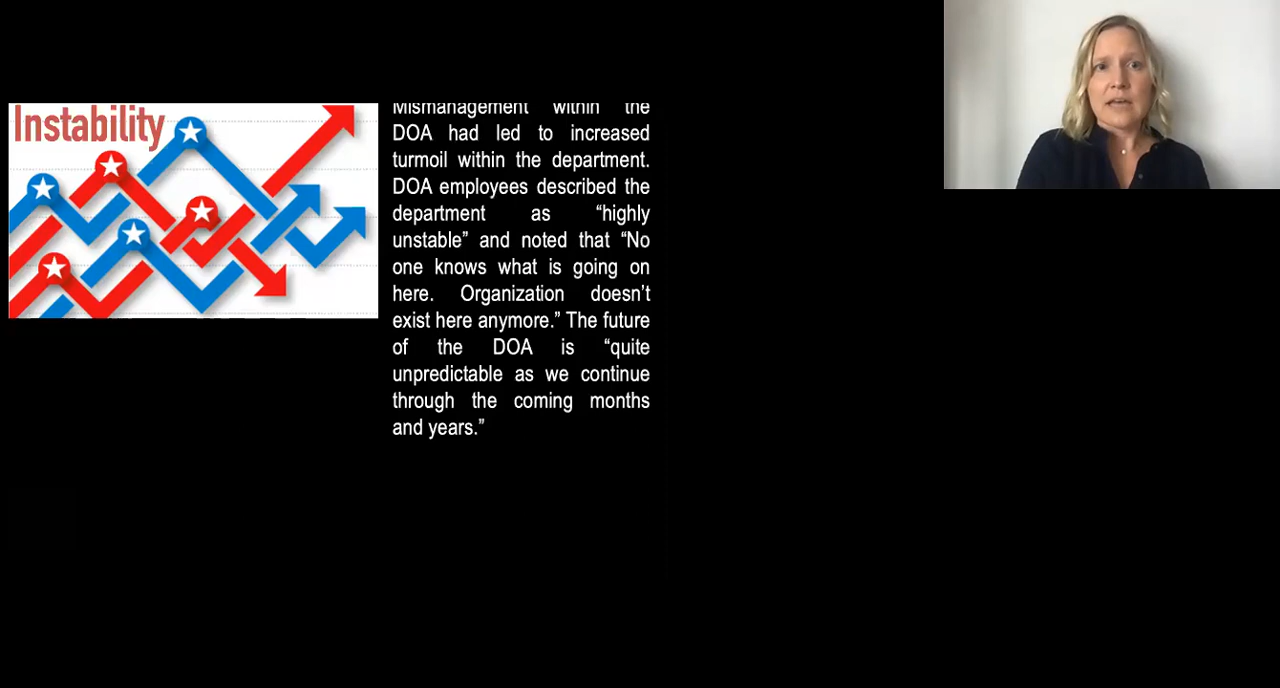 Instability
Mismanagement within the
DOA had led to increased
turmoil within the department.
DOA employees described the
department as “highly
unstable” and noted that “No
one knows what is going on
here. Organization doesn’t
exist here anymore.” The future
of the DOA is “quite
unpredictable as we continue
through the coming months
and years.”